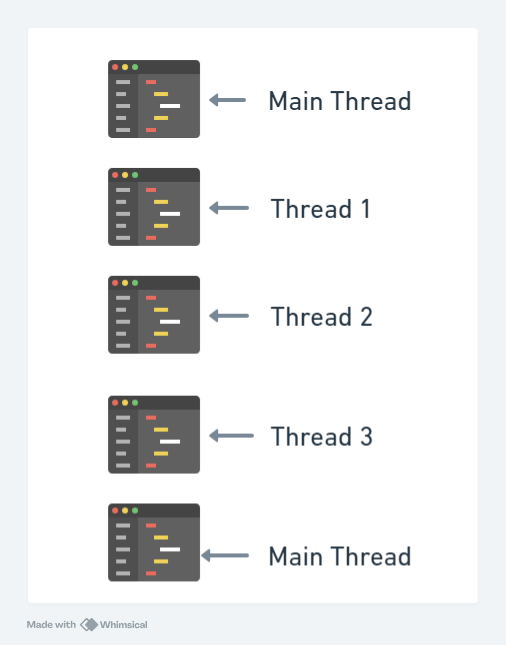 Main Thread
Thread 1
Thread 2
Thread 3
Main Thread
Made with Whimsical